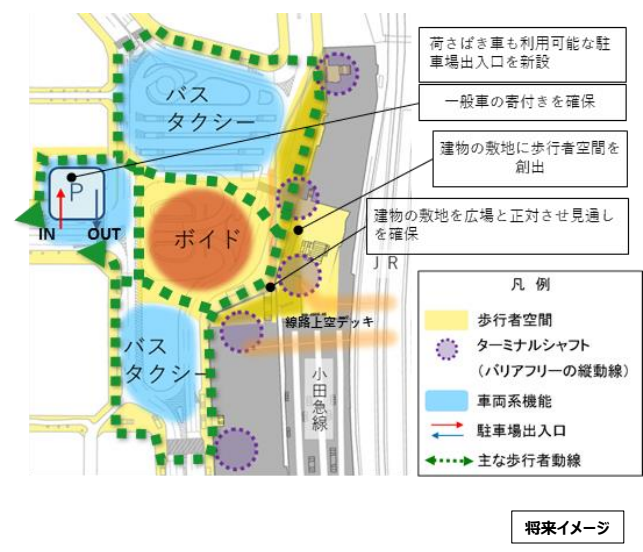 荷さばき車も利用可能な駐
車場出入口を新設
一般車の寄付きを確保
建物の敷地に歩行者空間を
創出
建物の敷地を広場と正対させ見通し
を確保
バス
タクシー
P
IN
OUT
ボイド
JR
線路上空デッキ
バス
タクシー
小田急線
凡 例
歩行者空間
ターミナルシャフト
(バリアフリーの縦動線)
車両系機能
駐車場出入口
主な歩行者動線
将来イメージ